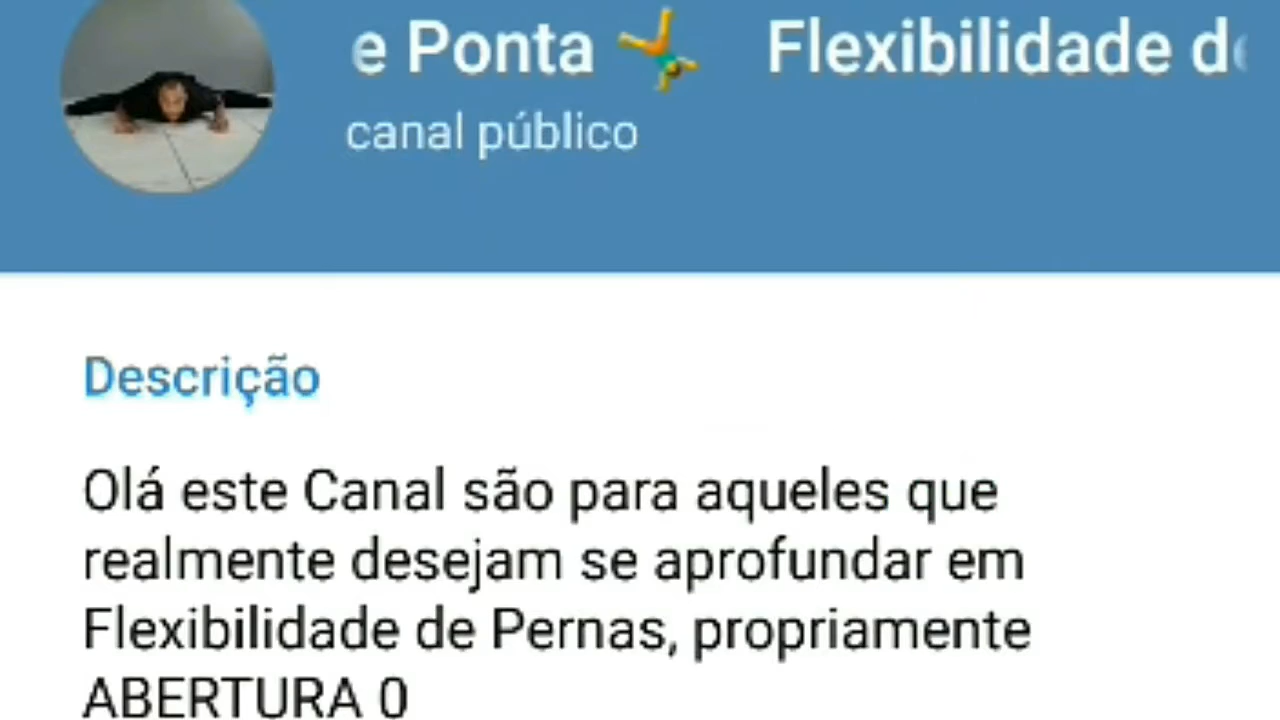 e Ponta 🤸 Flexibilidade d
canal público
Descrição
Olá este Canal são para aqueles que
realmente desejam se aprofundar em
Flexibilidade de Pernas, propriamente
ABERTURA 0